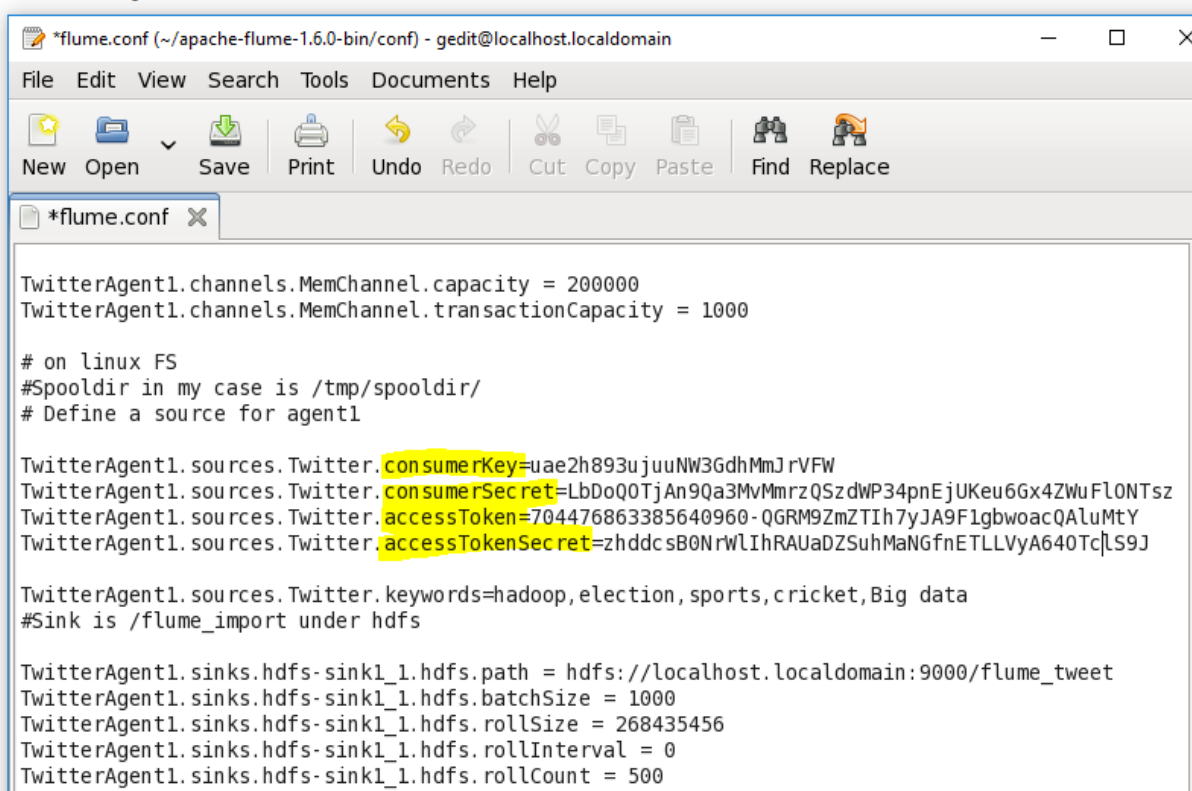 *flume.conf (~/apache-flume-1.6.0-bin/conf) - gedit@localhost.localdomain
File Edit View Search Tools Documents Help
New Open Save Print Undo Redo Cut Copy Paste Find Replace
*flume.conf
TwitterAgent1.channels.MemChannel.capacity = 200000
TwitterAgent1.channels.MemChannel.transactionCapacity = 1000
# on linux FS
#Spooldir in my case is /tmp/spooldir/
# Define a source for agent1
TwitterAgent1.sources.Twitter.consumerKey=uae2h893ujuuNW3GdhMmJrVFW
TwitterAgent1.sources.Twitter.consumerSecret=LbDoQOTjAn9Qa3MvMmrzQSzdWP34pnEjUKeu6Gx4ZWuFlONTsz
TwitterAgent1.sources.Twitter.accessToken=704476863385640960-QGRM9ZmZTIh7yJA9F1gbwoacQAluMtY
TwitterAgent1.sources.Twitter.accessTokenSecret=zhddcsB0NrWlIhRAUaDZSuhMaNGfnETLLVyA64OTclS9J
TwitterAgent1.sources.Twitter.keywords=hadoop,election,sports,cricket,Big data
#Sink is /flume_import under hdfs
TwitterAgent1.sinks.hdfs-sink1_1.hdfs.path = hdfs://localhost.localdomain:9000/flume_tweet
TwitterAgent1.sinks.hdfs-sink1_1.hdfs.batchSize = 1000
TwitterAgent1.sinks.hdfs-sink1_1.hdfs.rollSize = 268435456
TwitterAgent1.sinks.hdfs-sink1_1.hdfs.rollInterval = 0
TwitterAgent1.sinks.hdfs-sink1_1.hdfs.rollCount = 500